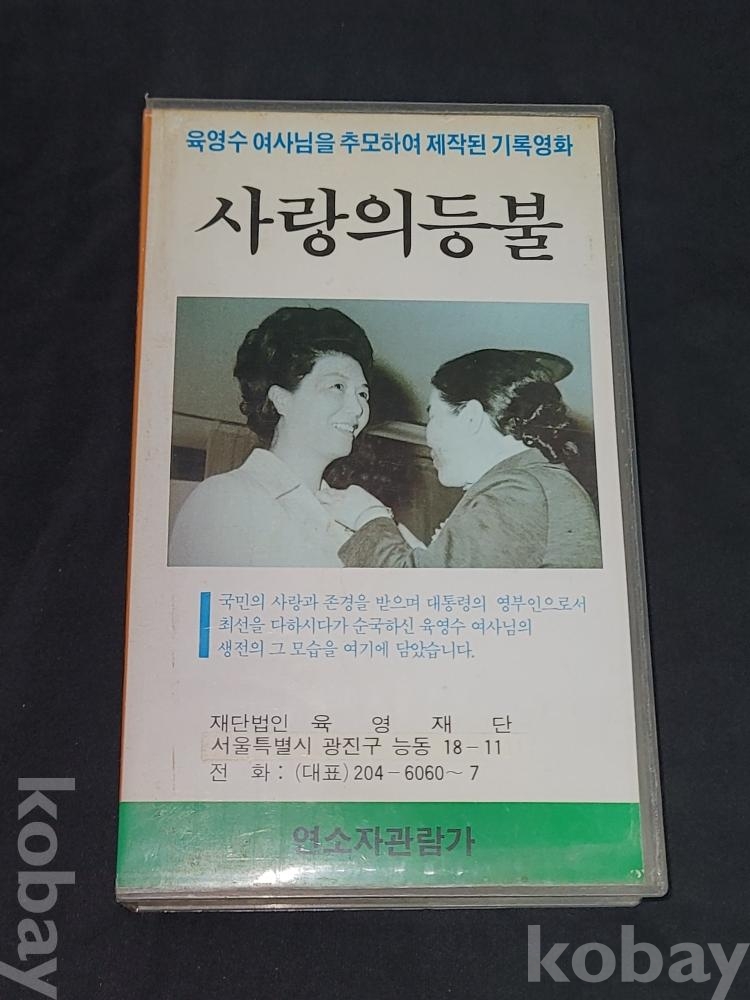 육영수 여사님을 추모하여 제작된 기록영화
사랑의등불
국민의 사랑과 존경을 받으며 대통령의 영부인으로서
최선을 다하시다가 순국하신 육영수 여사님의
생전의 그 모습을 여기에 담았습니다.
재단법인 육 영 재 단
서울특별시 광진구 능동 18-11
전 화 : (대표) 204-6060~7
연소자관람가
kobay
kobay